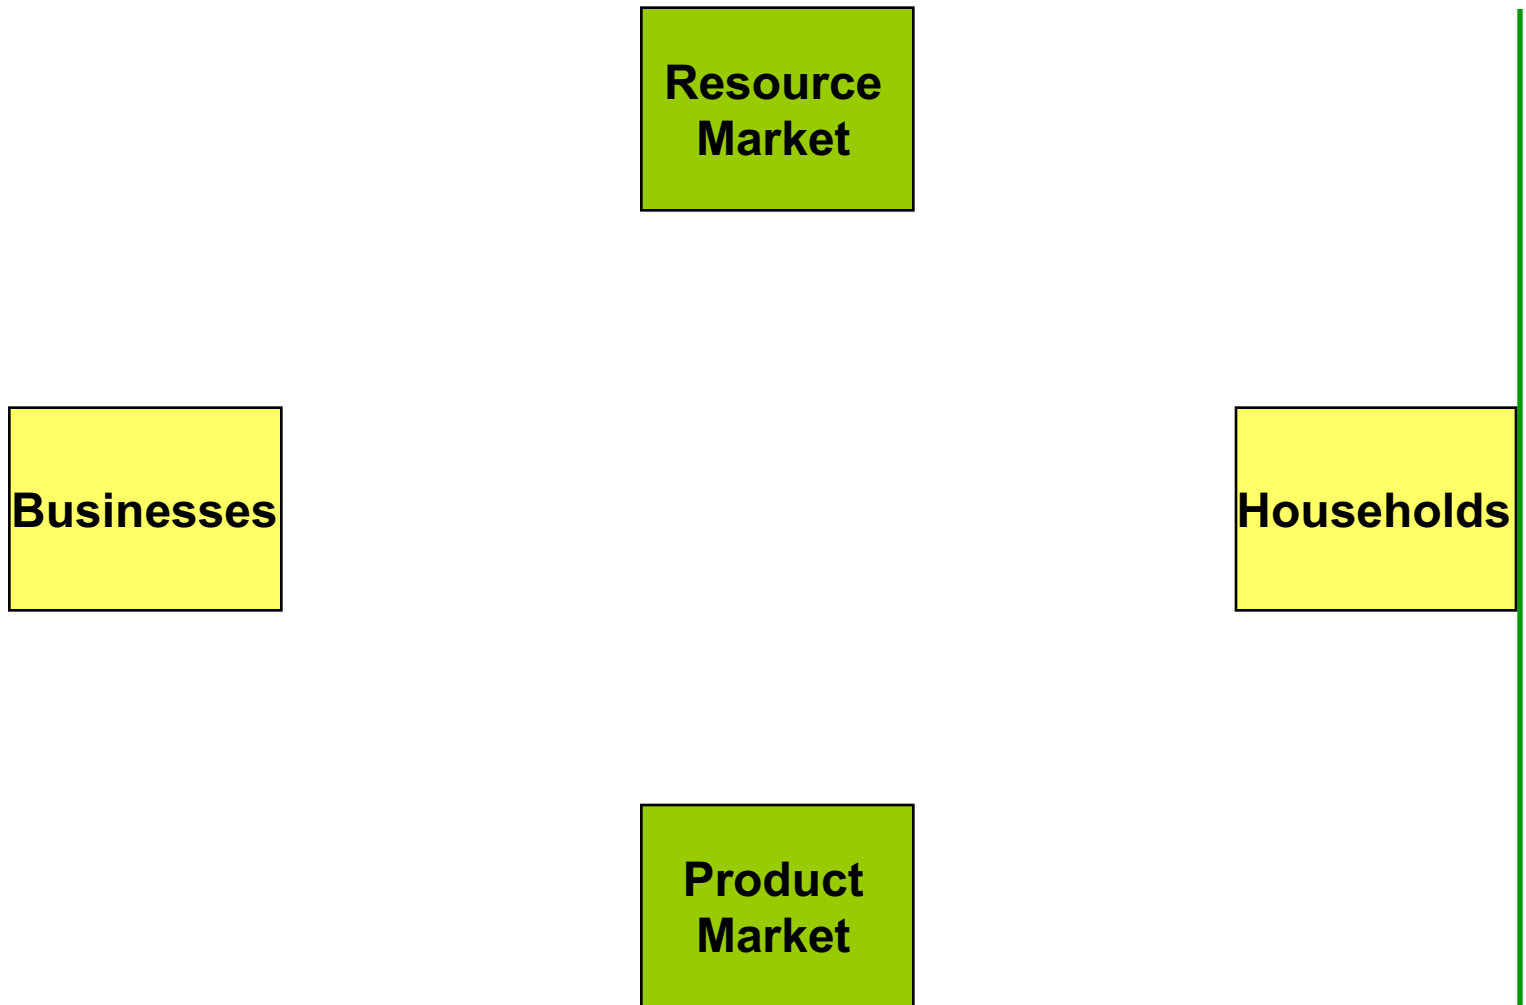 Resource
Market
Businesses
Households
Product
Market